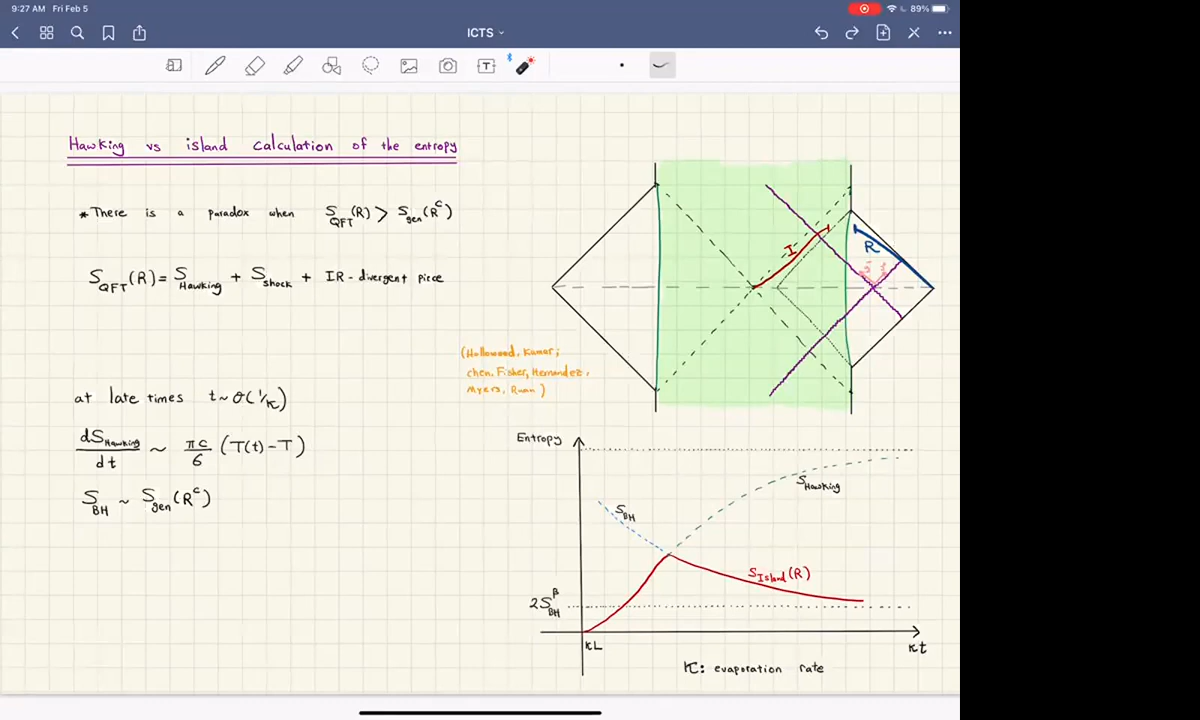 9:27 AM Fri Feb 5
89%
ICTS
Hawking vs island calculation of the entropy
* There is a paradox when S_QFT(R) > S_gen(R^c)
S_QFT(R) = S_Hawking + S_shock + IR-divergent piece
(Hollowood, Kumar;
Chen, Fisher, Hernandez,
Myers, Ruan)
at late times t ~ O(1/κ)
dS_Hawking/dt ~ πc/6 (T(t) - T)
S_BH ~ S_gen(R^c)
I
R
Entropy
S_Hawking
S_BH
S_Island(R)
2S_BH^β
κL
κt
κ: evaporation rate